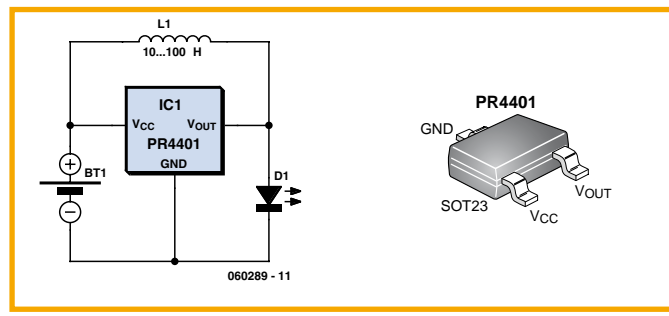 L1
10...100 H
IC1
VCC VOUT
PR4401
GND
BT1
D1
060289 - 11
PR4401
GND
SOT23
VCC
VOUT